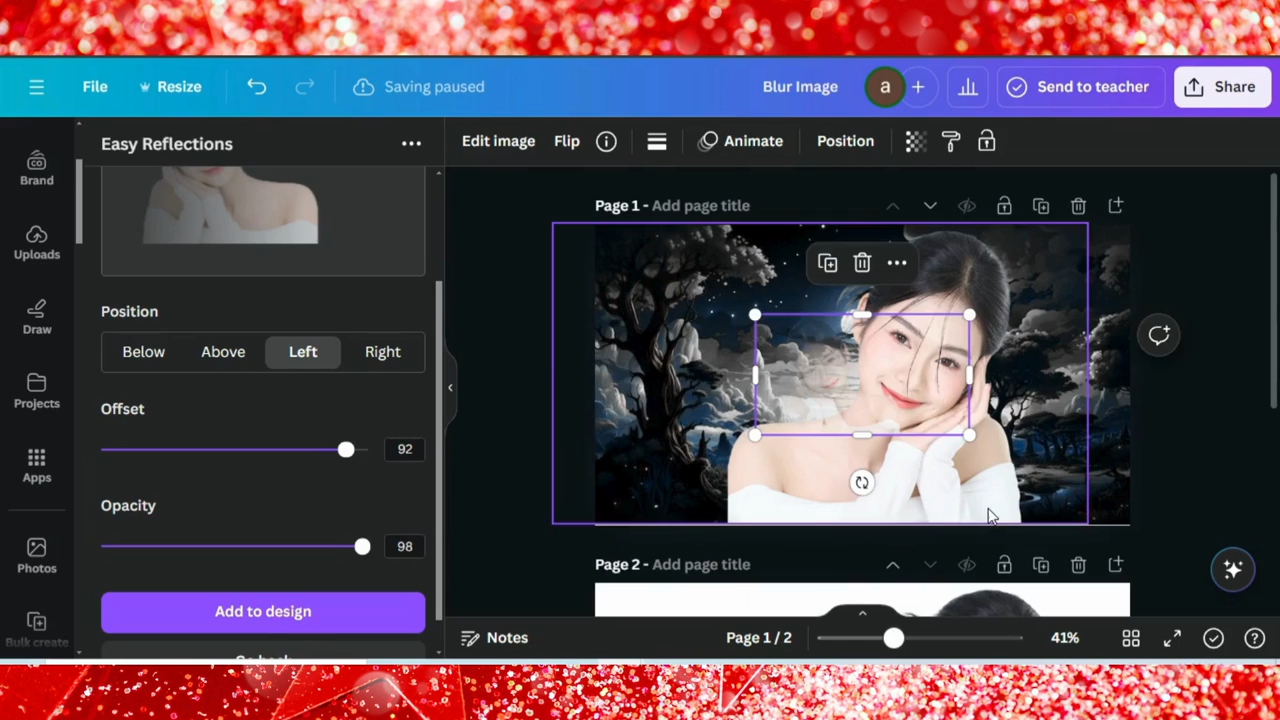 File
Resize
Saving paused
Blur Image
a
Send to teacher
Share
Brand
Uploads
Draw
Projects
Apps
Photos
Bulk create
Easy Reflections
Position
Below
Above
Left
Right
Offset
92
Opacity
98
Add to design
Edit image
Flip
Animate
Position
Page 1 - Add page title
Page 2 - Add page title
Notes
Page 1 / 2
41%